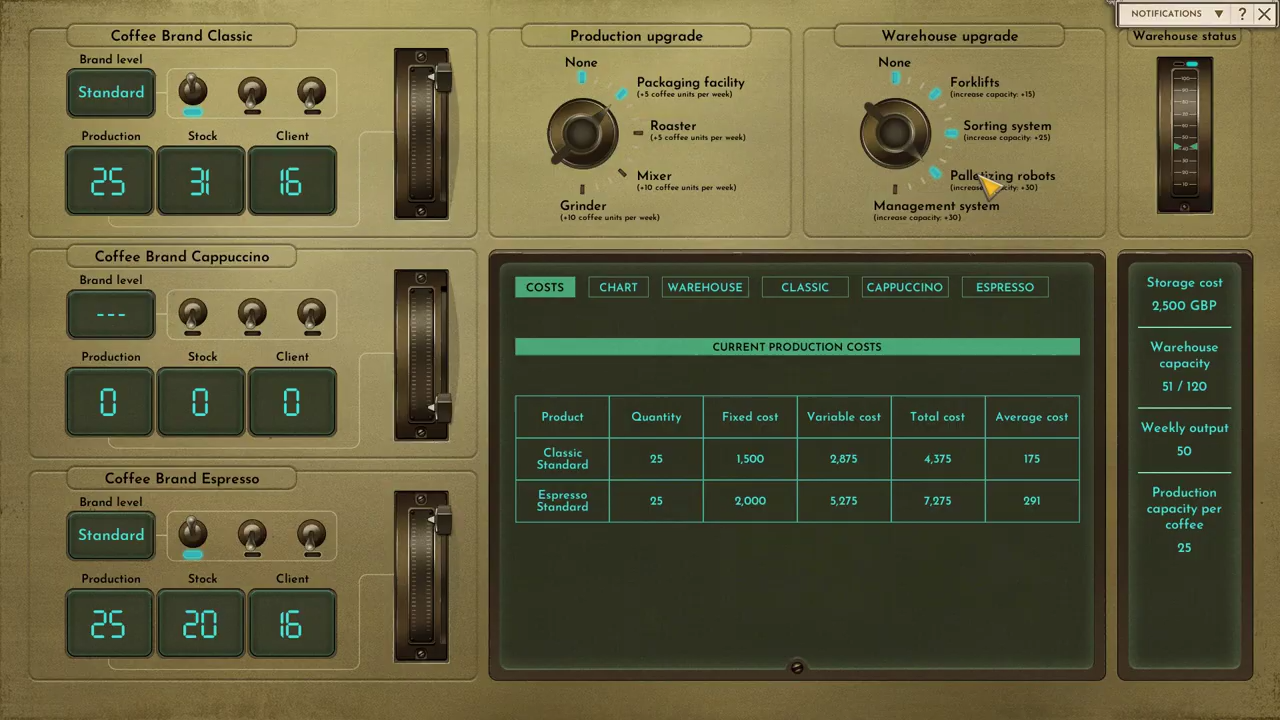 NOTIFICATIONS ▼ ? X
Coffee Brand Classic
Brand level
Standard
Production Stock Client
25 31 16
Production upgrade
None
Packaging facility
(+5 coffee units per week)
Roaster
(+5 coffee units per week)
Mixer
(+10 coffee units per week)
Grinder
(+10 coffee units per week)
Warehouse upgrade
None
Forklifts
(increase capacity: +15)
Sorting system
(increase capacity: +25)
Palletizing robots
Management system
(increase capacity: +30)
Warehouse status
Coffee Brand Cappuccino
Brand level
---
Production Stock Client
0 0 0
Coffee Brand Espresso
Brand level
Standard
Production Stock Client
25 20 16
COSTS CHART WAREHOUSE CLASSIC CAPPUCCINO ESPRESSO
CURRENT PRODUCTION COSTS
Product Quantity Fixed cost Variable cost Total cost Average cost
Classic
Standard 25 1,500 2,875 4,375 175
Espresso
Standard 25 2,000 5,275 7,275 291
Storage cost
2,500 GBP
Warehouse
capacity
51 / 120
Weekly output
50
Production
capacity per
coffee
25